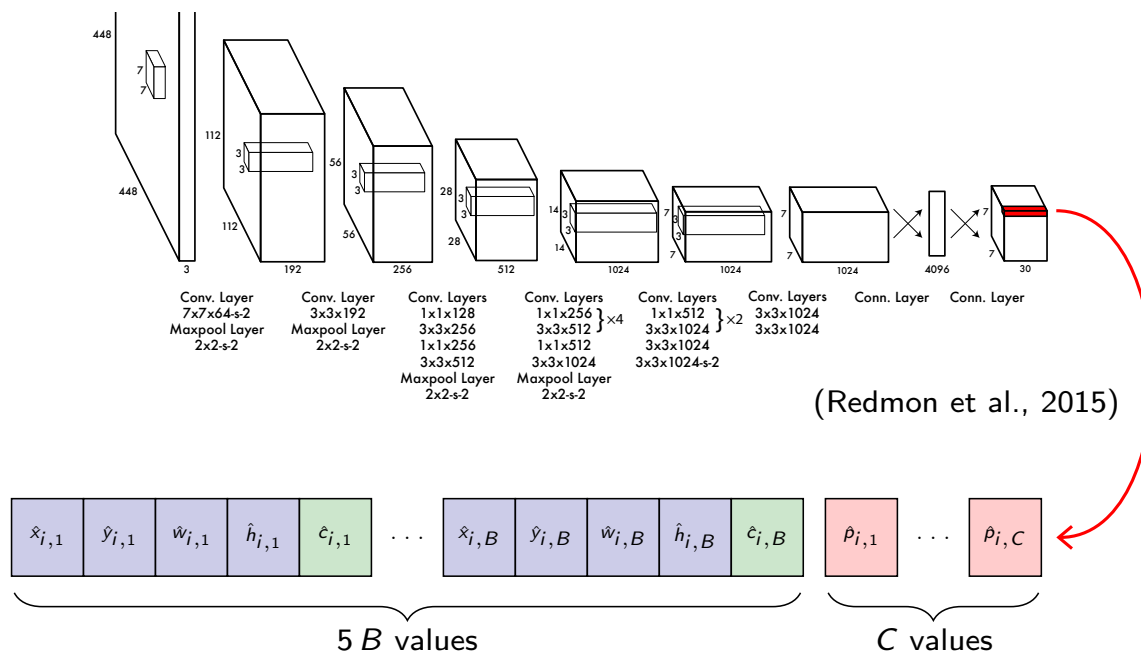 448
448
7
7
3
112
112
3
3
192
56
56
3
3
256
28
28
3
3
512
14
14
3
3
1024
7
7
3
3
1024
7
7
1024
4096
7
7
30
Conv. Layer
7x7x64-s-2
Maxpool Layer
2x2-s-2
Conv. Layer
3x3x192
Maxpool Layer
2x2-s-2
Conv. Layers
1x1x128
3x3x256
1x1x256
3x3x512
Maxpool Layer
2x2-s-2
Conv. Layers
1x1x256
3x3x512
}×4
1x1x512
3x3x1024
Maxpool Layer
2x2-s-2
Conv. Layers
1x1x512
3x3x1024
}×2
3x3x1024
3x3x1024-s-2
Conv. Layers
3x3x1024
3x3x1024
Conn. Layer
Conn. Layer
(Redmon et al., 2015)
x̂i,1 ŷi,1 ŵi,1 ĥi,1 ĉi,1 . . . x̂i,B ŷi,B ŵi,B ĥi,B ĉi,B p̂i,1 . . . p̂i,C
5B values C values